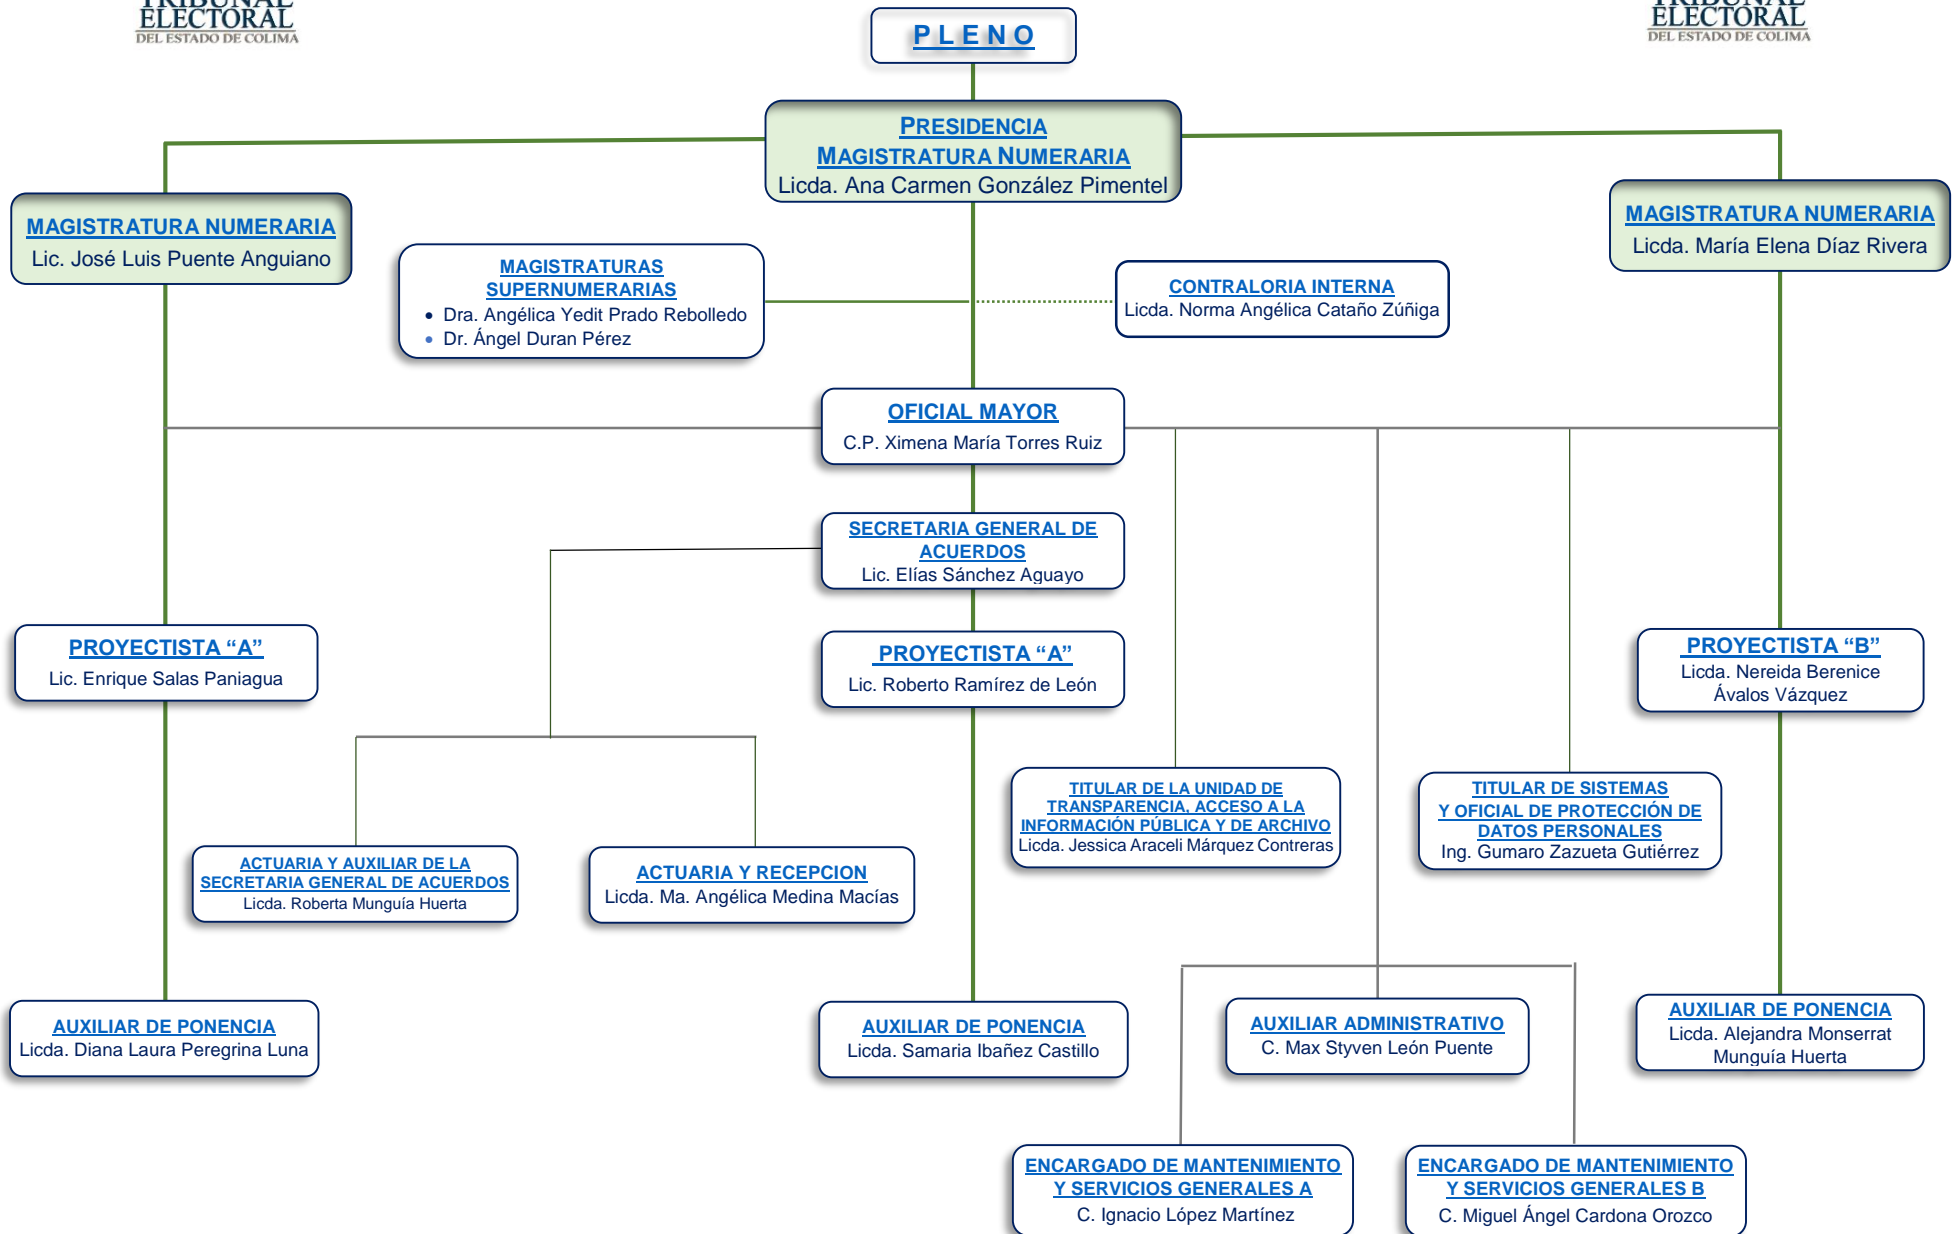 TRIBUNAL
ELECTORAL
DEL ESTADO DE COLIMA
TRIBUNAL
ELECTORAL
DEL ESTADO DE COLIMA
P L E N O
PRESIDENCIA
MAGISTRATURA NUMERARIA
Licda. Ana Carmen González Pimentel
MAGISTRATURA NUMERARIA
Lic. José Luis Puente Anguiano
MAGISTRATURA NUMERARIA
Licda. María Elena Díaz Rivera
MAGISTRATURAS
SUPERNUMERARIAS
• Dra. Angélica Yedit Prado Rebolledo
• Dr. Ángel Duran Pérez
CONTRALORIA INTERNA
Licda. Norma Angélica Cataño Zúñiga
OFICIAL MAYOR
C.P. Ximena María Torres Ruiz
SECRETARIA GENERAL DE
ACUERDOS
Lic. Elías Sánchez Aguayo
PROYECTISTA “A”
Lic. Enrique Salas Paniagua
PROYECTISTA “A”
Lic. Roberto Ramírez de León
PROYECTISTA “B”
Licda. Nereida Berenice
Ávalos Vázquez
TITULAR DE LA UNIDAD DE
TRANSPARENCIA, ACCESO A LA
INFORMACIÓN PÚBLICA Y DE ARCHIVO
Licda. Jessica Araceli Márquez Contreras
TITULAR DE SISTEMAS
Y OFICIAL DE PROTECCIÓN DE
DATOS PERSONALES
Ing. Gumaro Zazueta Gutiérrez
ACTUARIA Y AUXILIAR DE LA
SECRETARIA GENERAL DE ACUERDOS
Licda. Roberta Munguía Huerta
ACTUARIA Y RECEPCION
Licda. Ma. Angélica Medina Macías
AUXILIAR DE PONENCIA
Licda. Diana Laura Peregrina Luna
AUXILIAR DE PONENCIA
Licda. Samaria Ibañez Castillo
AUXILIAR ADMINISTRATIVO
C. Max Styven León Puente
AUXILIAR DE PONENCIA
Licda. Alejandra Monserrat
Munguía Huerta
ENCARGADO DE MANTENIMIENTO
Y SERVICIOS GENERALES A
C. Ignacio López Martínez
ENCARGADO DE MANTENIMIENTO
Y SERVICIOS GENERALES B
C. Miguel Ángel Cardona Orozco